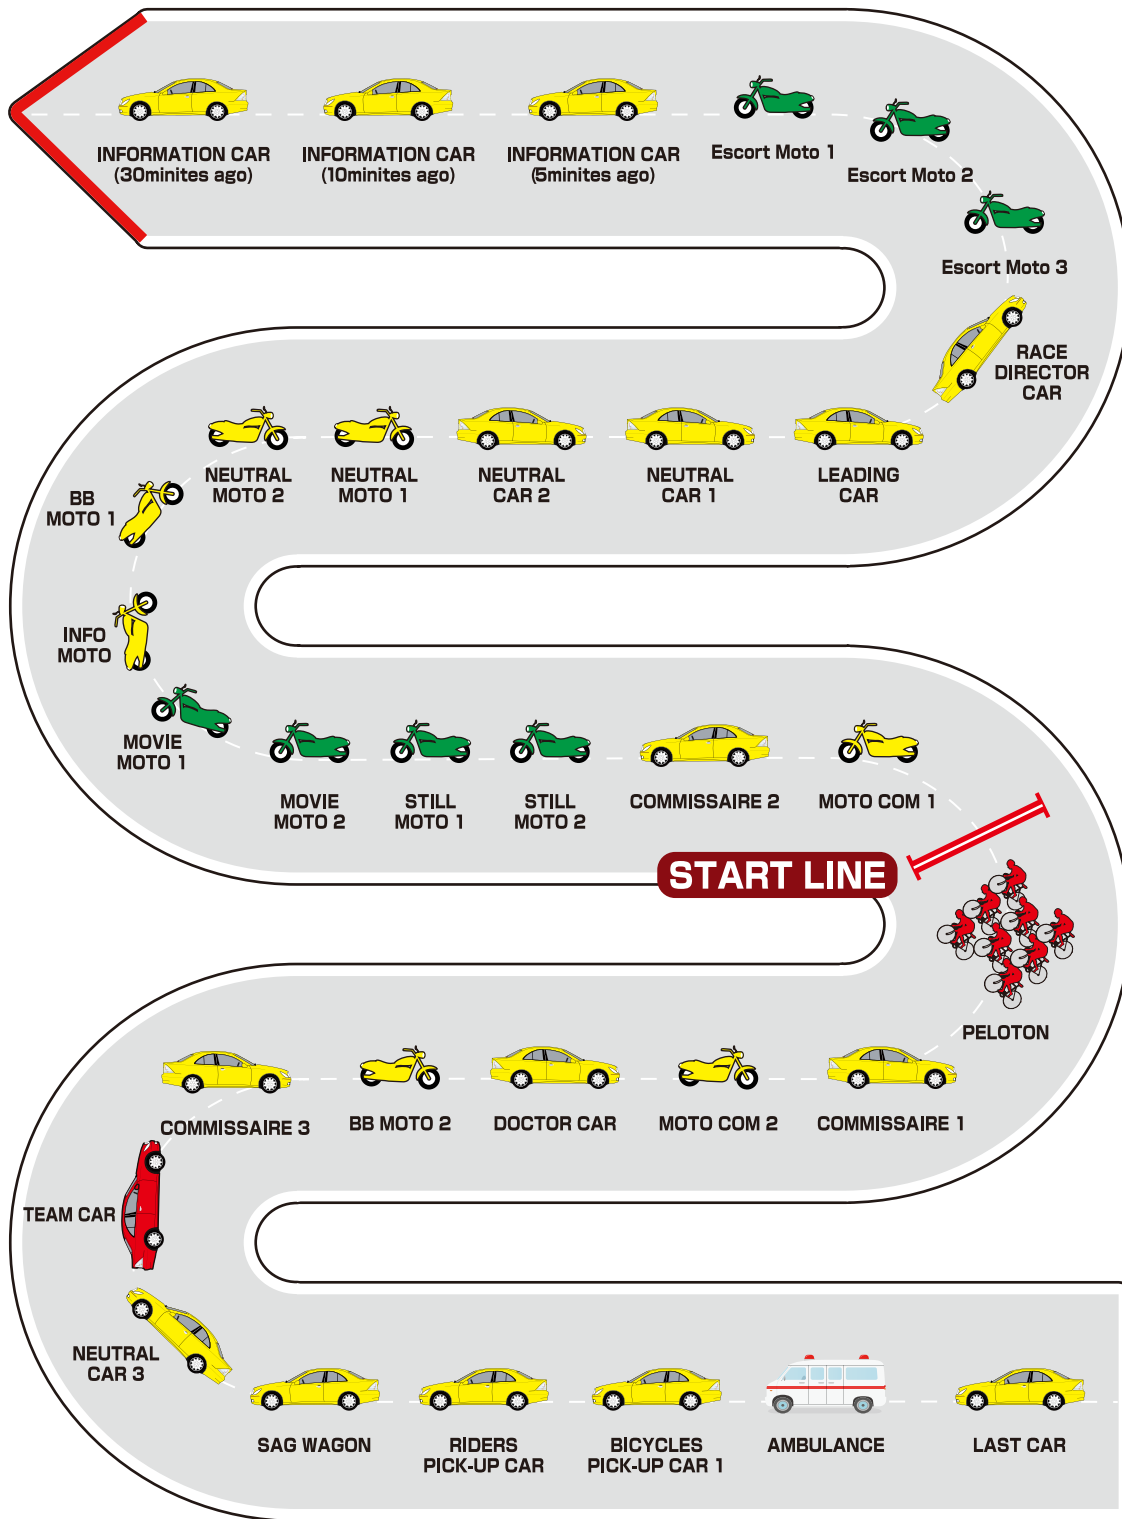 INFORMATION CAR
(30minites ago)
INFORMATION CAR
(10minites ago)
INFORMATION CAR
(5minites ago)
Escort Moto 1
Escort Moto 2
Escort Moto 3
RACE
DIRECTOR
CAR
LEADING
CAR
NEUTRAL
CAR 1
NEUTRAL
CAR 2
NEUTRAL
MOTO 1
NEUTRAL
MOTO 2
BB
MOTO 1
INFO
MOTO
MOVIE
MOTO 1
MOVIE
MOTO 2
STILL
MOTO 1
STILL
MOTO 2
COMMISSAIRE 2
MOTO COM 1
START LINE
PELOTON
COMMISSAIRE 1
MOTO COM 2
DOCTOR CAR
BB MOTO 2
COMMISSAIRE 3
TEAM CAR
NEUTRAL
CAR 3
SAG WAGON
RIDERS
PICK-UP CAR
BICYCLES
PICK-UP CAR 1
AMBULANCE
LAST CAR